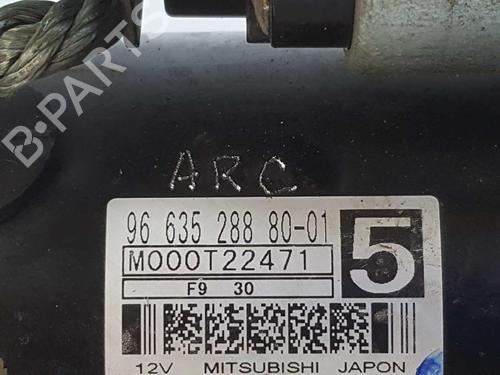 B-PARTS
ARC
96 635 288 80-01
M000T22471
5
F9 30
12V MITSUBISHI JAPON